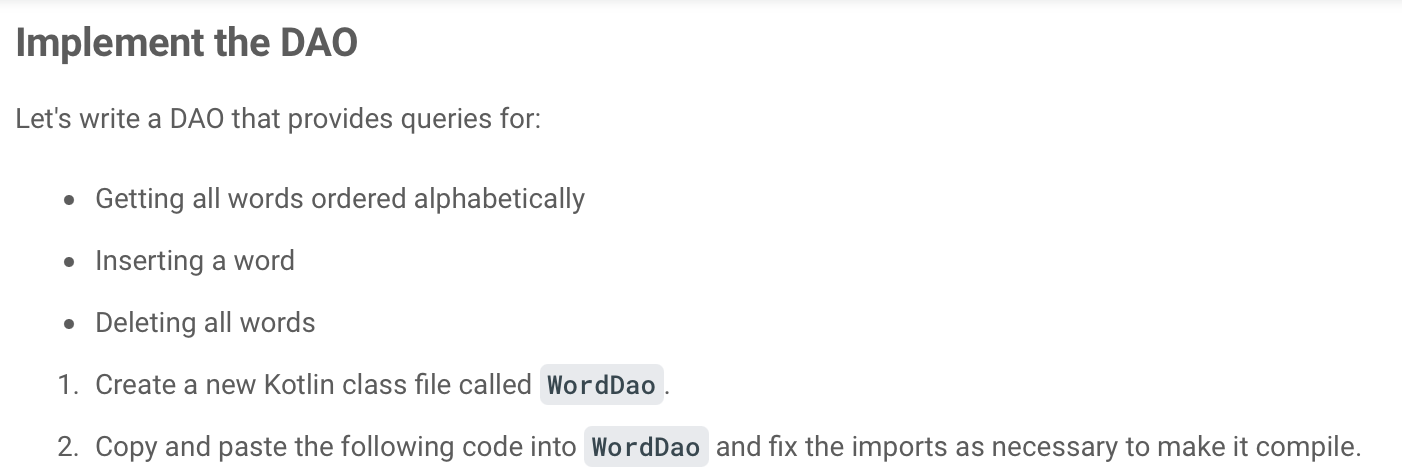 Implement the DAO
Let's write a DAO that provides queries for:
• Getting all words ordered alphabetically
• Inserting a word
• Deleting all words
1. Create a new Kotlin class file called WordDao.
2. Copy and paste the following code into WordDao and fix the imports as necessary to make it compile.